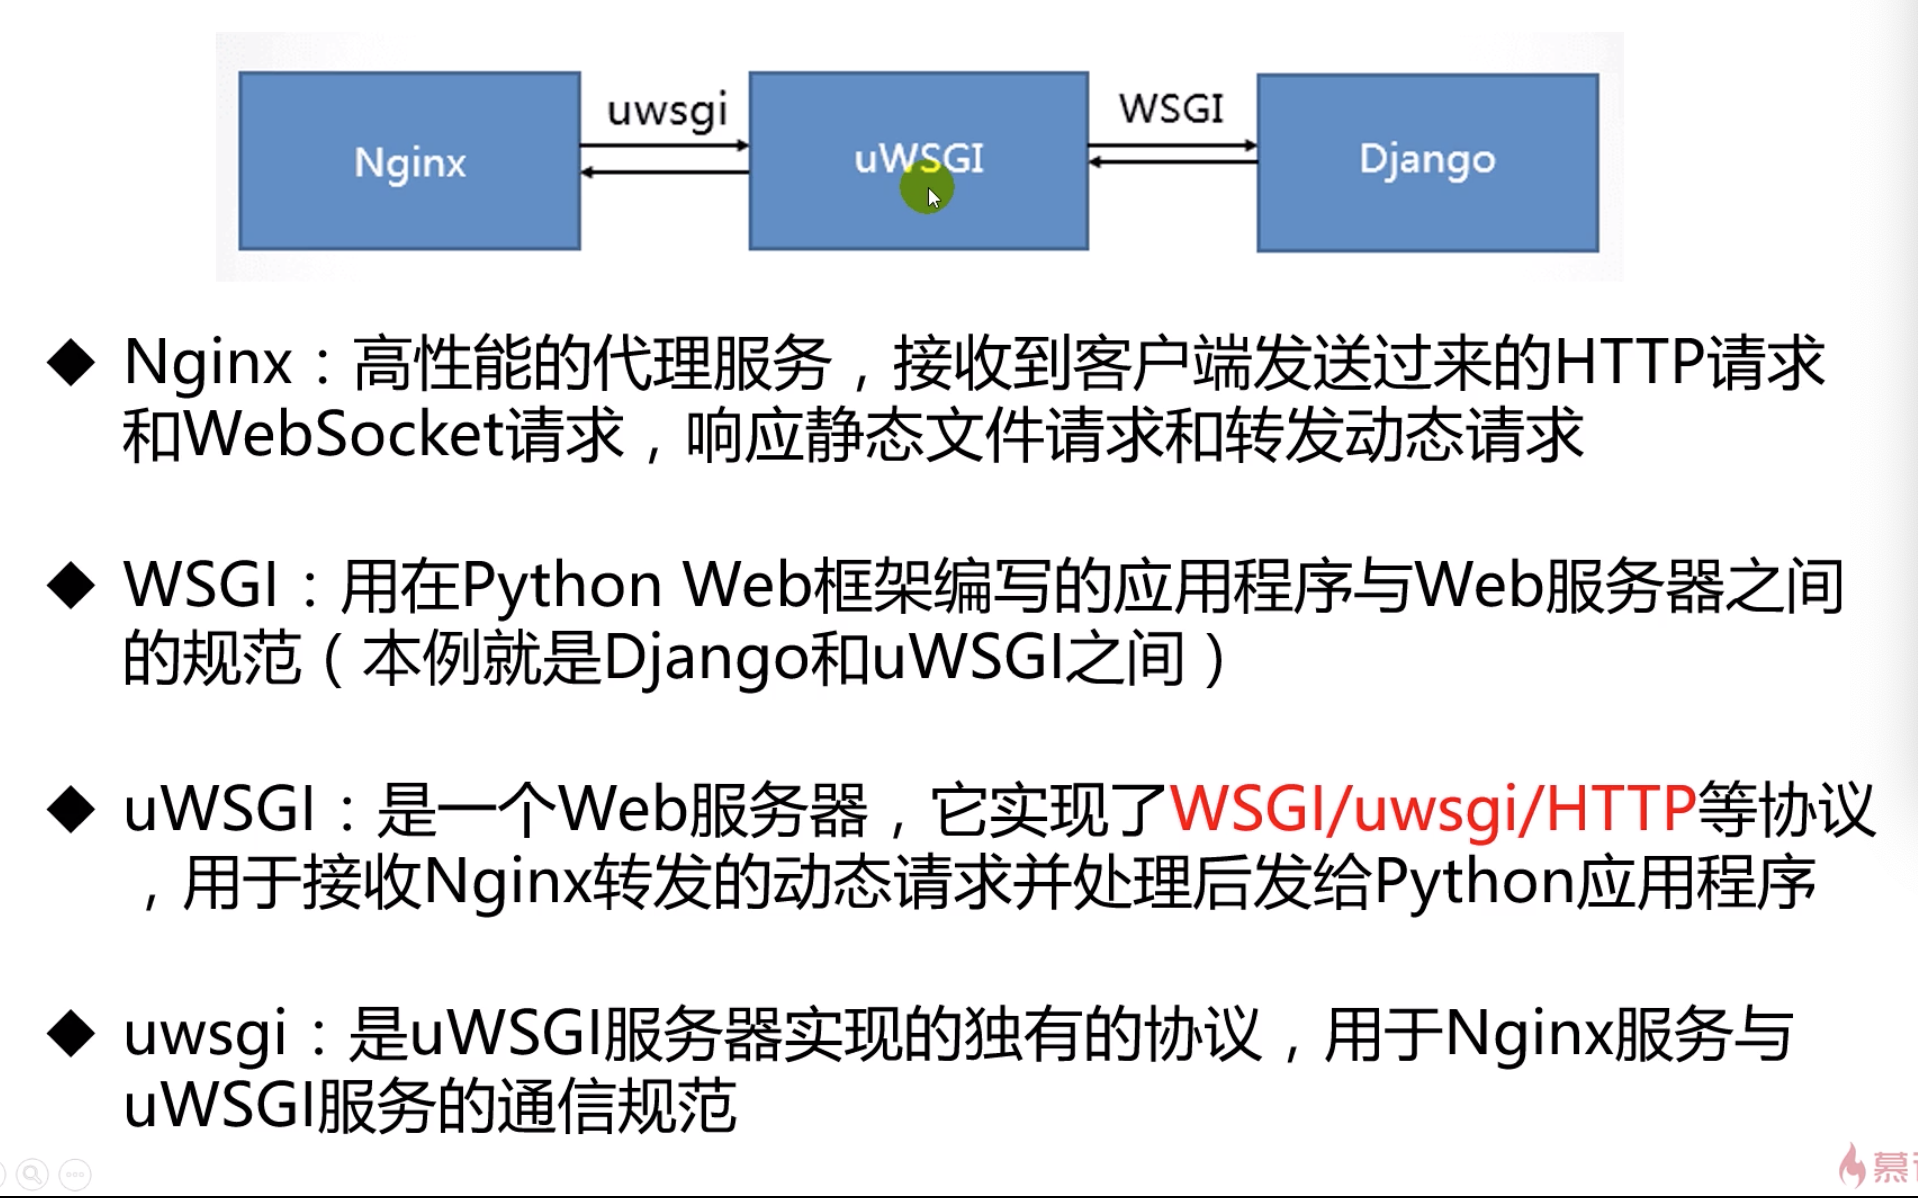 uwsgi
WSGI
Nginx
uWSGI
Django
◆ Nginx：高性能的代理服务，接收到客户端发送过来的HTTP请求
和WebSocket请求，响应静态文件请求和转发动态请求
◆ WSGI：用在Python Web框架编写的应用程序与Web服务器之间
的规范（本例就是Django和uWSGI之间）
◆ uWSGI：是一个Web服务器，它实现了WSGI/uwsgi/HTTP等协议
，用于接收Nginx转发的动态请求并处理后发给Python应用程序
◆ uwsgi：是uWSGI服务器实现的独有的协议，用于Nginx服务与
uWSGI服务的通信规范
慕